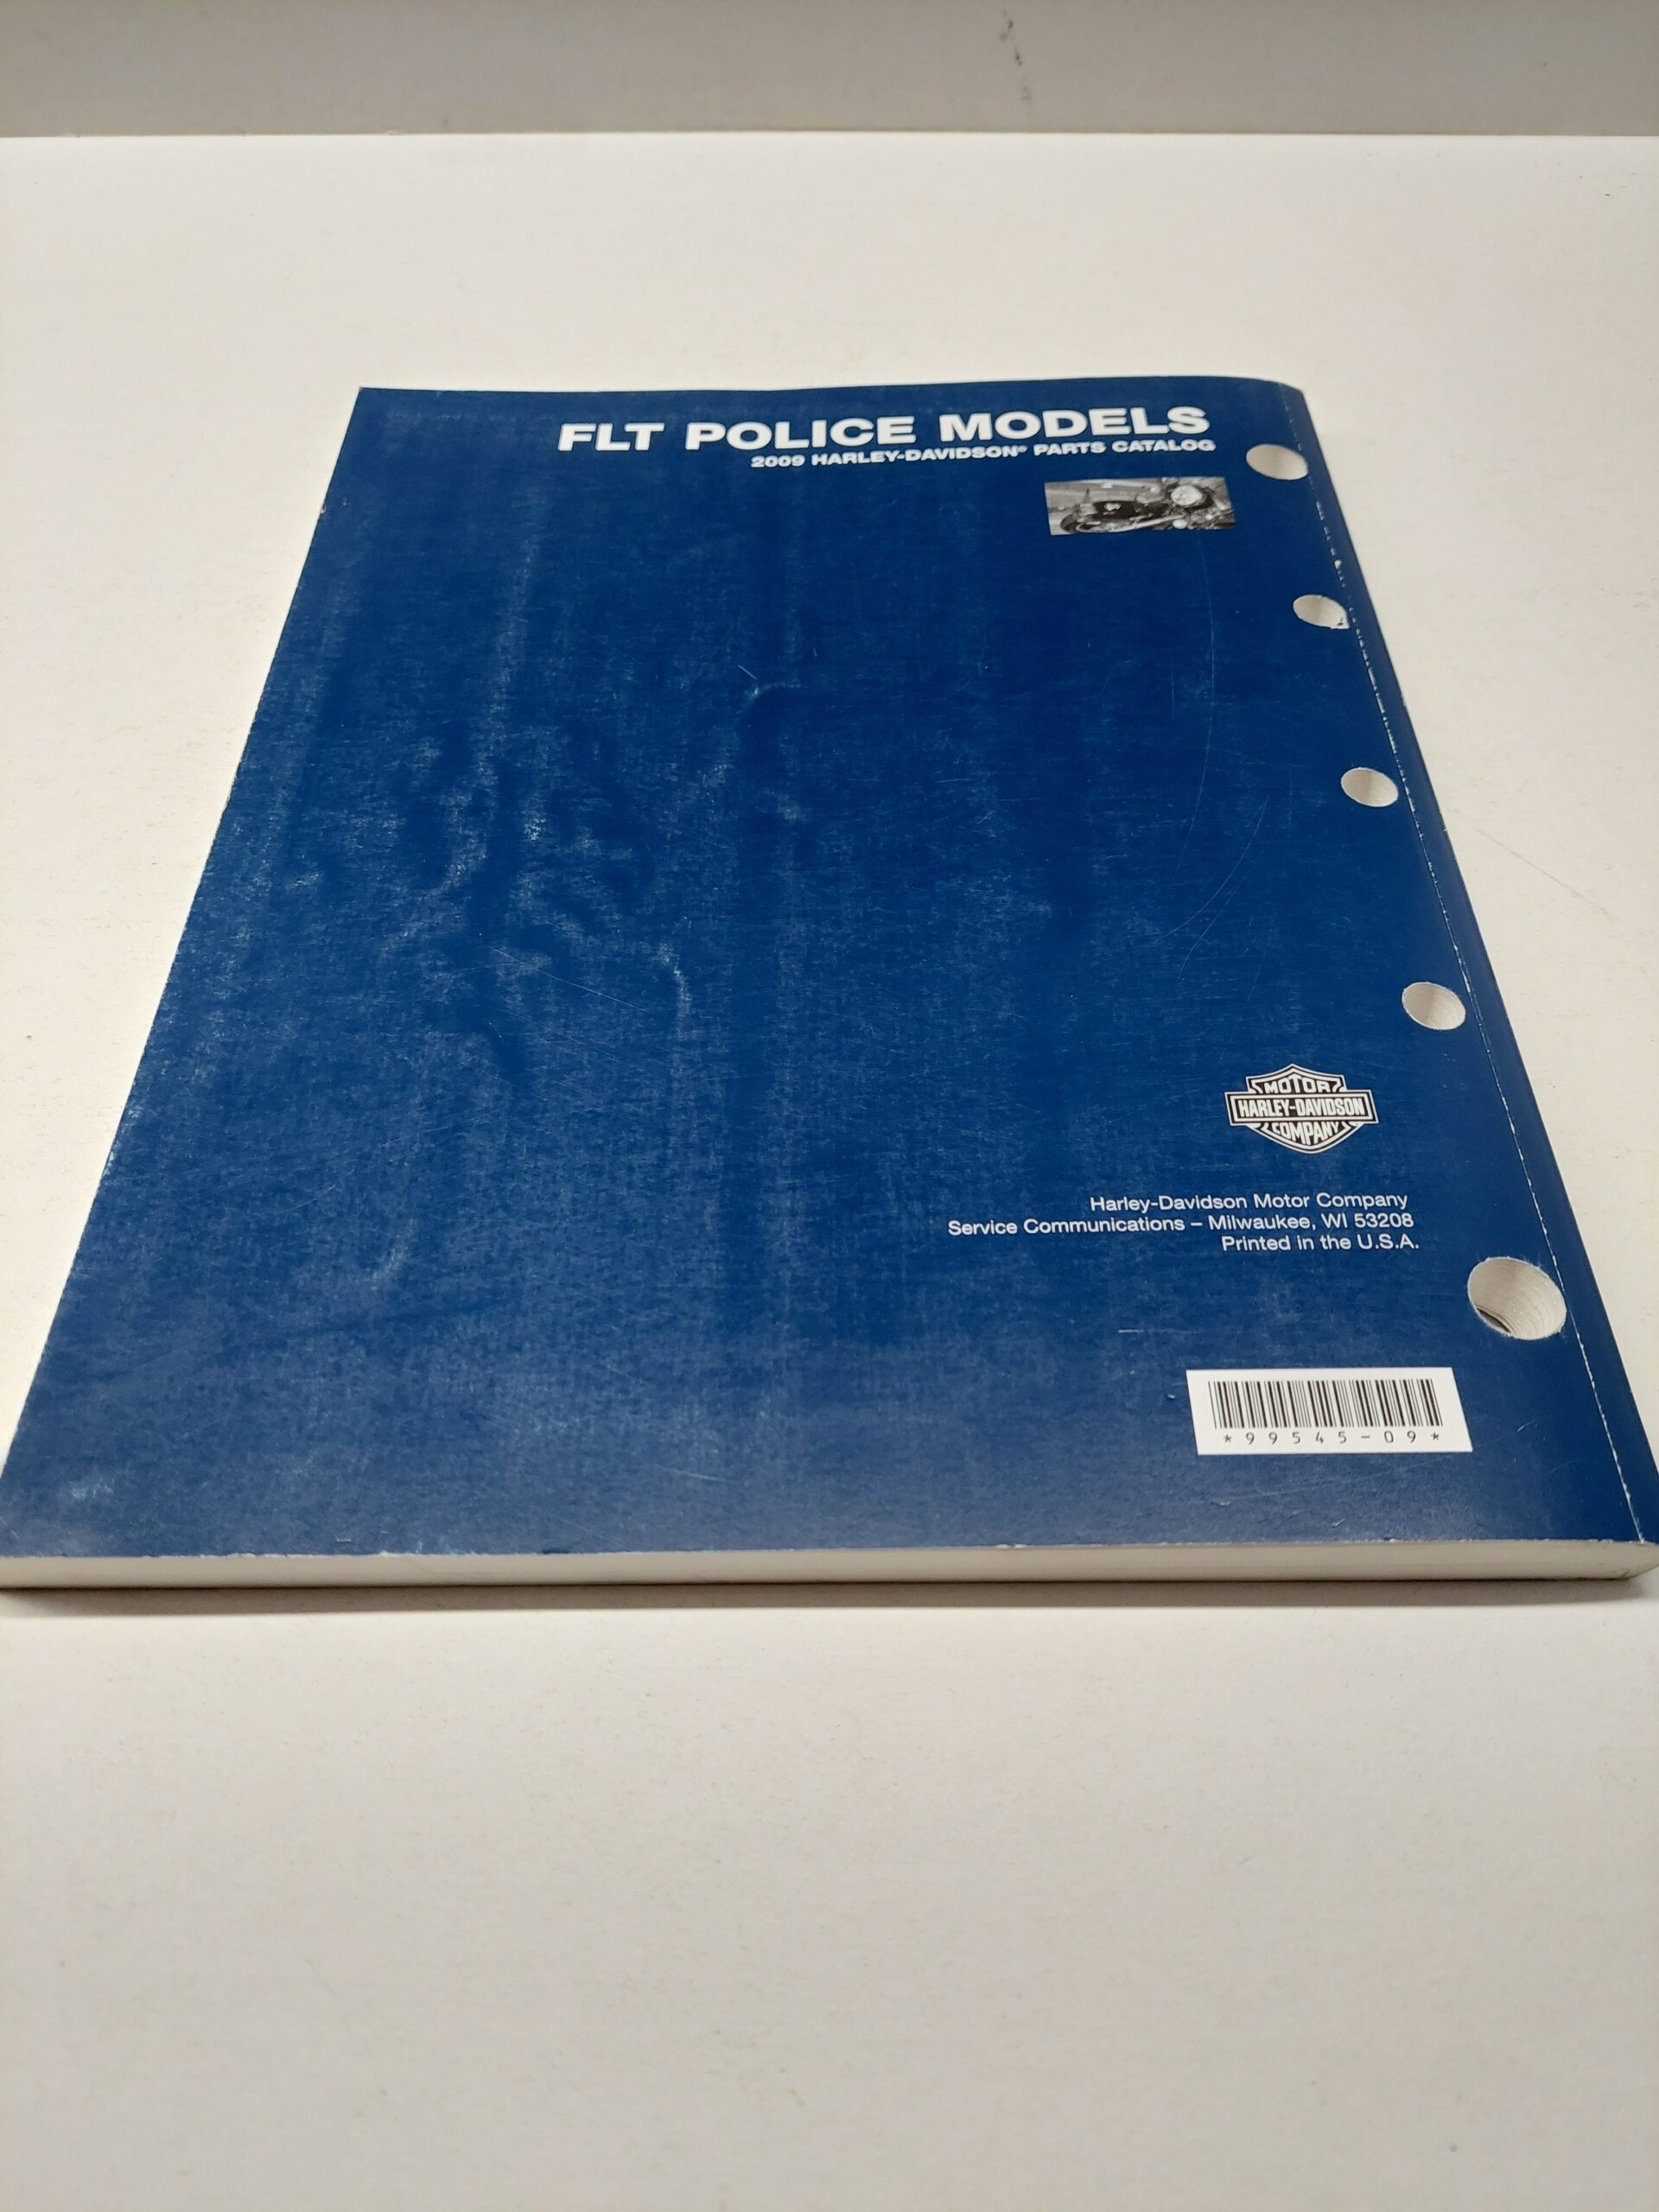 FLT POLICE MODELS
2009 HARLEY-DAVIDSON® PARTS CATALOG
MOTOR
HARLEY-DAVIDSON
COMPANY
Harley-Davidson Motor Company
Service Communications – Milwaukee, WI 53208
Printed in the U.S.A.
*99545-09*